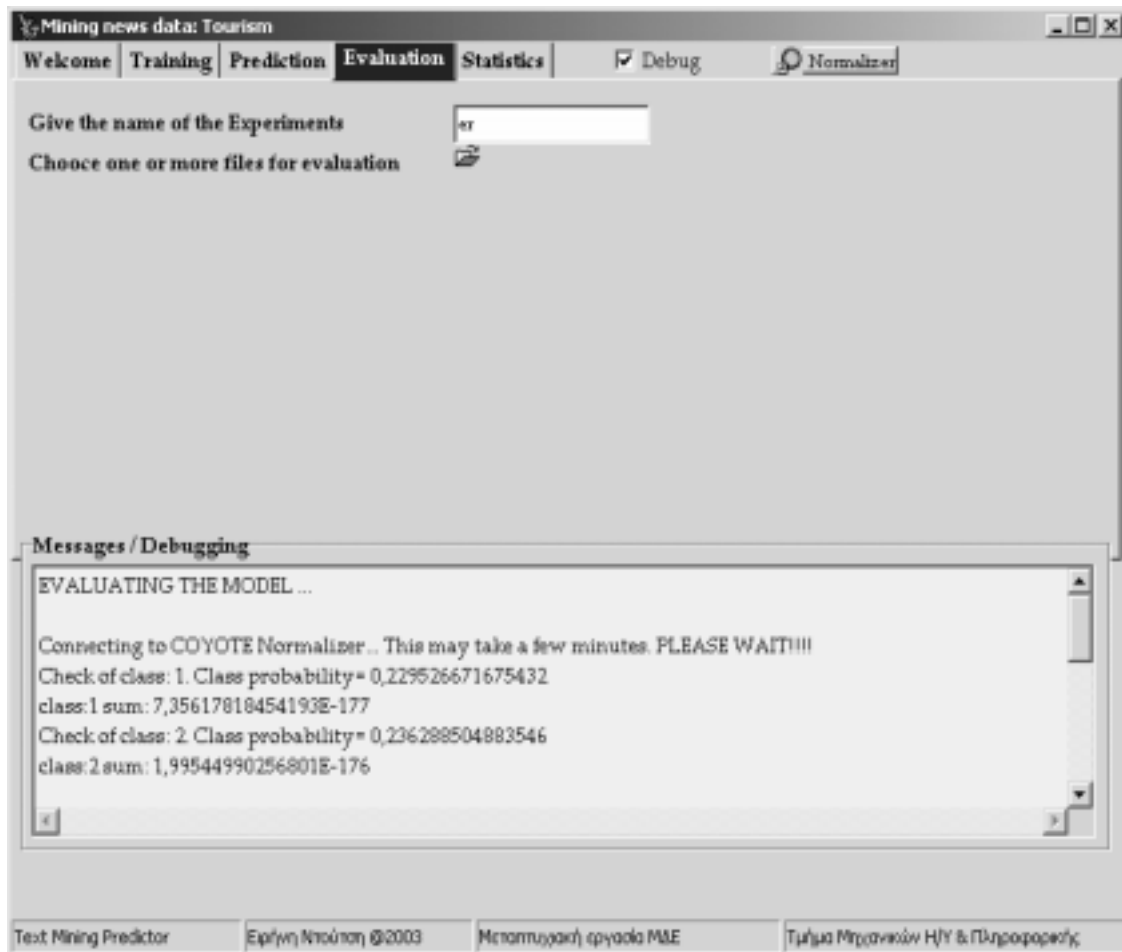 Mining news data: Tourism
Welcome Training Prediction Evaluation Statistics Debug Normalizer
Give the name of the Experiments er
Chooce one or more files for evaluation
Messages / Debugging
EVALUATING THE MODEL ...
Connecting to COYOTE Normalizer... This may take a few minutes. PLEASE WAIT!!!!
Check of class: 1. Class probability= 0,229526671675432
class:1 sum: 7,35617818454193E-177
Check of class: 2. Class probability= 0,236288504883546
class:2 sum: 1,99544990256801E-176
Text Mining Predictor Ειρήνη Ντούτση @2003 Μεταπτυχιακή εργασία ΜΔΕ Τμήμα Μηχανικών Η/Υ & Πληροφορικής